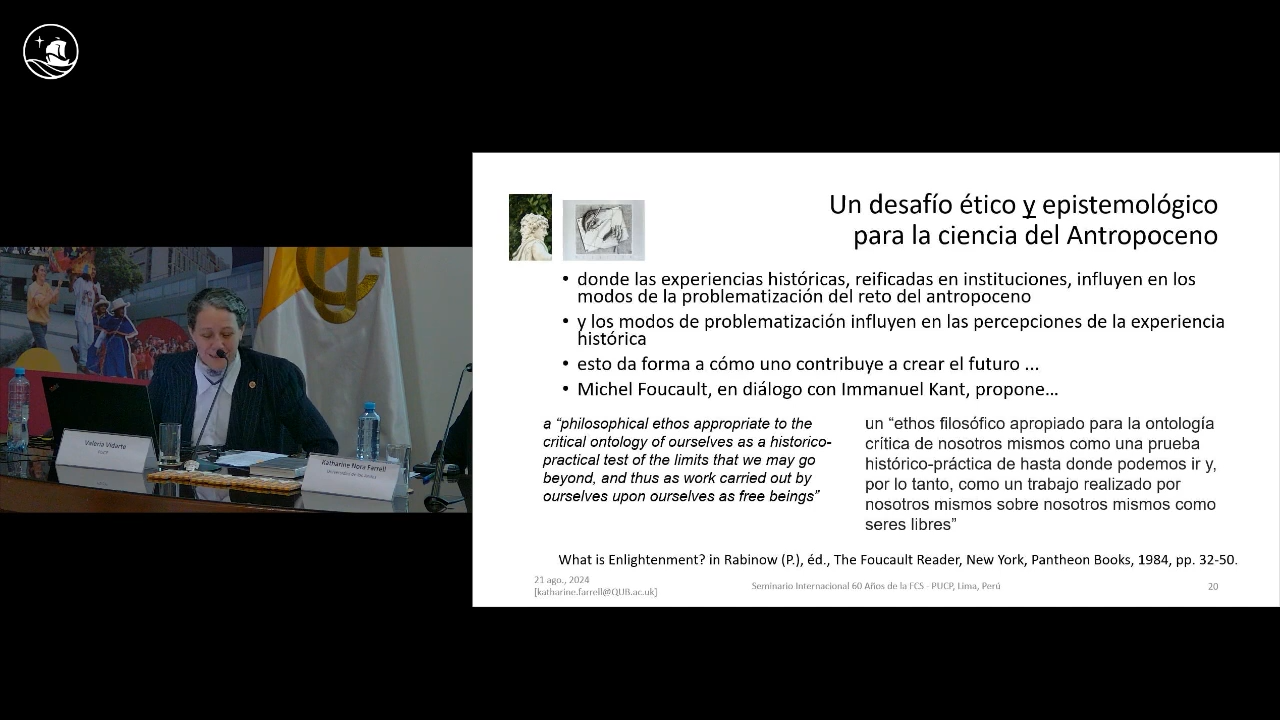 Un desafío ético y epistemológico
para la ciencia del Antropoceno
• donde las experiencias históricas, reificadas en instituciones, influyen en los
modos de la problematización del reto del antropoceno
• y los modos de problematización influyen en las percepciones de la experiencia
histórica
• esto da forma a cómo uno contribuye a crear el futuro ...
• Michel Foucault, en diálogo con Immanuel Kant, propone...
a “philosophical ethos appropriate to the
critical ontology of ourselves as a historico-
practical test of the limits that we may go
beyond, and thus as work carried out by
ourselves upon ourselves as free beings”
un “ethos filosófico apropiado para la ontología
crítica de nosotros mismos como una prueba
histórico-práctica de hasta donde podemos ir y,
por lo tanto, como un trabajo realizado por
nosotros mismos sobre nosotros mismos como
seres libres”
What is Enlightenment? in Rabinow (P.), éd., The Foucault Reader, New York, Pantheon Books, 1984, pp. 32-50.
21 ago., 2024
[katharine.farrell@QUB.ac.uk]
Seminario Internacional 60 Años de la FCS - PUCP, Lima, Perú
20
Valeria Vidarte
Katharine Nora Farrell